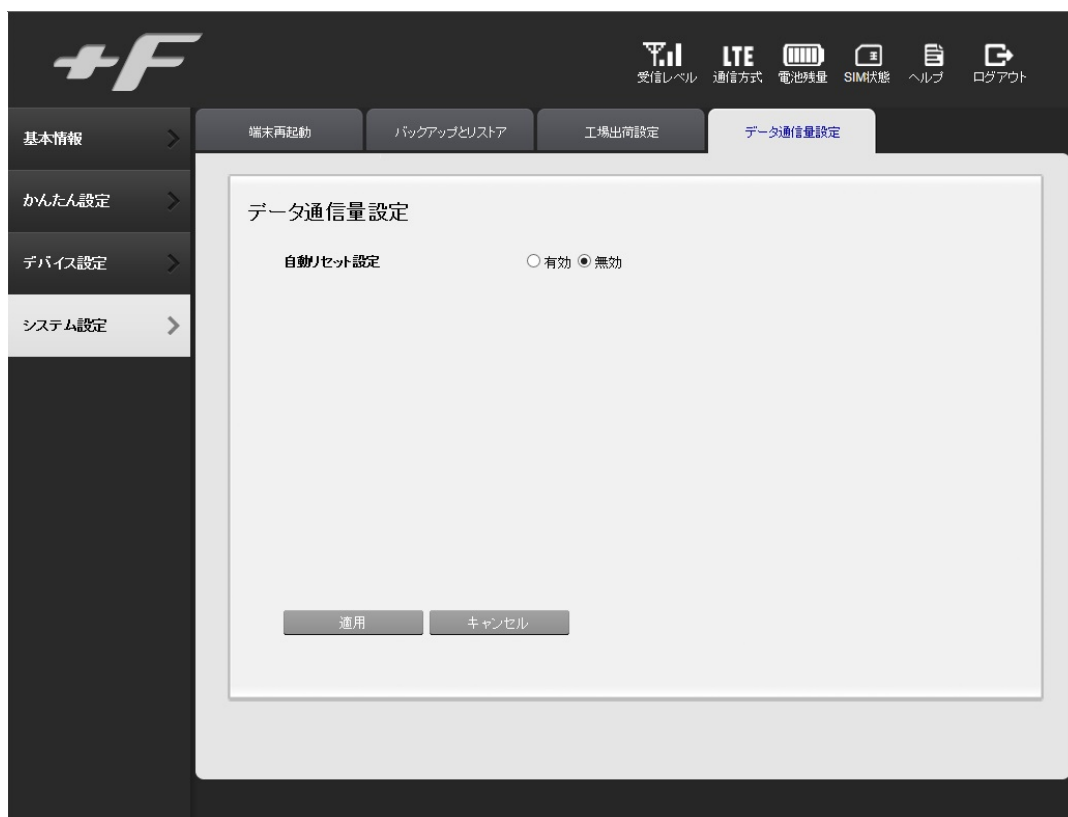 +F
受信レベル LTE 通信方式 電池残量 SIM状態 ヘルプ ログアウト
基本情報
かんたん設定
デバイス設定
システム設定
端末再起動 バックアップとリストア 工場出荷設定 データ通信量設定
データ通信量設定
自動リセット設定 有効 無効
適用 キャンセル